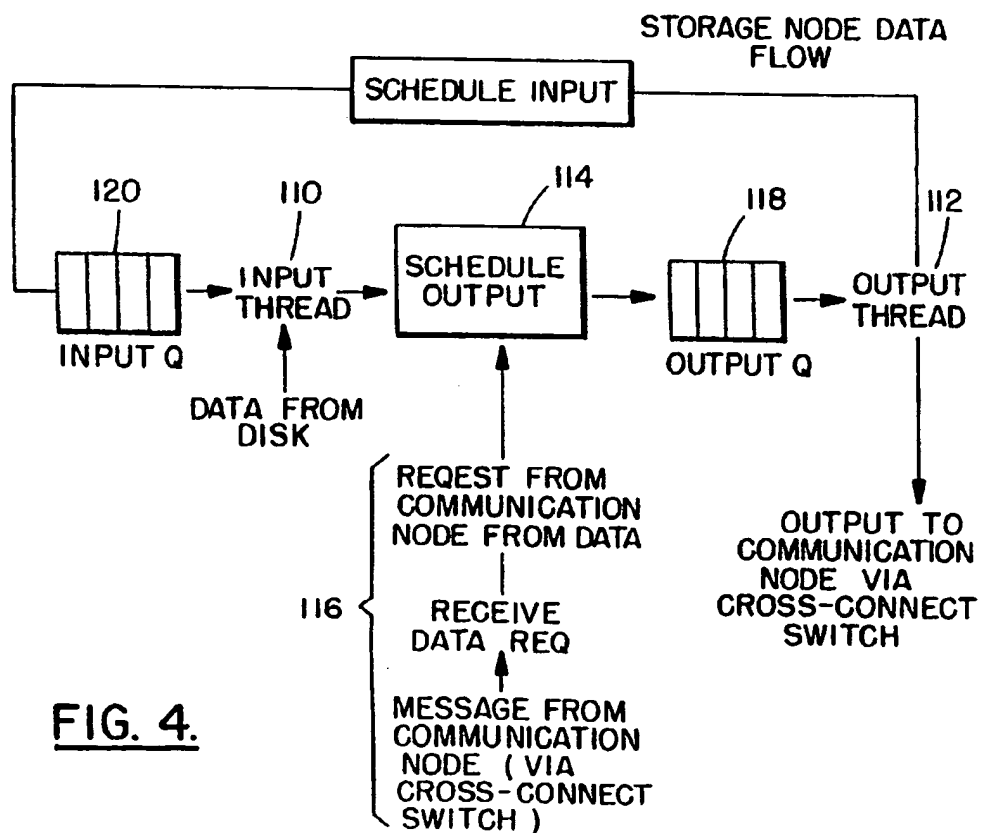 STORAGE NODE DATA
FLOW
SCHEDULE INPUT
120
110
114
118
112
INPUT Q
INPUT
THREAD
SCHEDULE
OUTPUT
OUTPUT Q
OUTPUT
THREAD
DATA FROM
DISK
REQEST FROM
COMMUNICATION
NODE FROM DATA
116
RECEIVE
DATA REQ
MESSAGE FROM
COMMUNICATION
NODE ( VIA
CROSS-CONNECT
SWITCH )
OUTPUT TO
COMMUNICATION
NODE VIA
CROSS-CONNECT
SWITCH
FIG. 4.